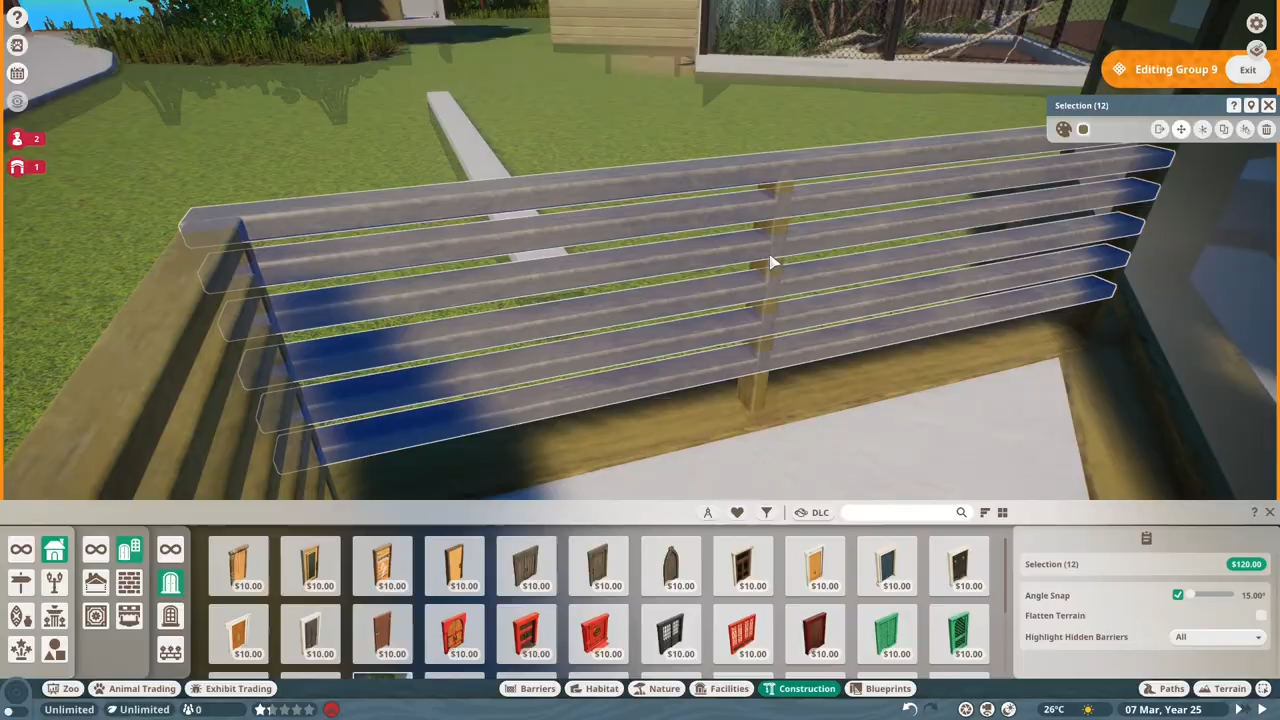 Editing Group 9
Exit
Selection (12)
?
2
1
DLC
?
$10.00 $10.00 $10.00 $10.00 $10.00 $10.00 $10.00 $10.00 $10.00 $10.00 $10.00
$10.00 $10.00 $10.00 $10.00 $10.00 $10.00 $10.00 $10.00 $10.00 $10.00 $10.00
Selection (12)
$120.00
Angle Snap
15.00°
Flatten Terrain
Highlight Hidden Barriers
All
Zoo
Animal Trading
Exhibit Trading
Barriers
Habitat
Nature
Facilities
Construction
Blueprints
Paths
Terrain
Unlimited
Unlimited
0
26°C
07 Mar, Year 25